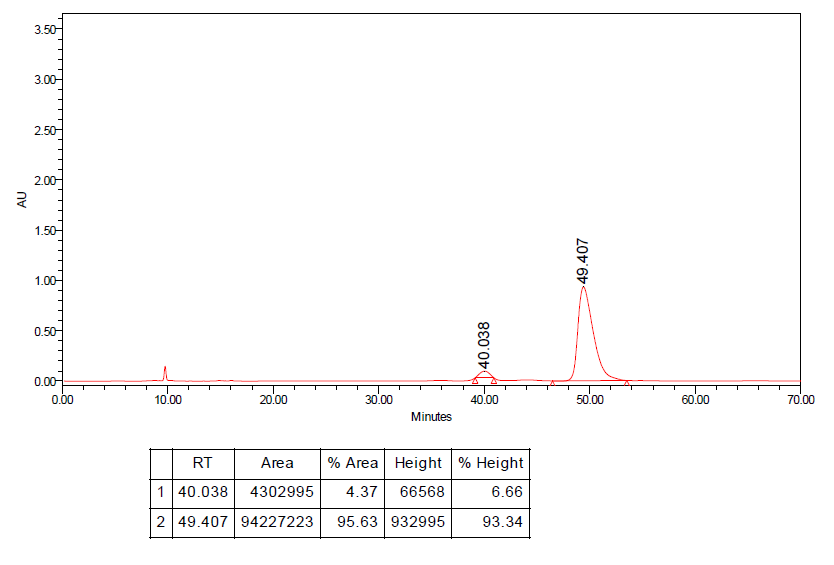 3.50
3.00
2.50
2.00
AU
1.50
1.00
0.50
0.00
40.038
49.407
0.00 10.00 20.00 30.00 40.00 50.00 60.00 70.00
Minutes
RT Area % Area Height % Height
1 40.038 4302995 4.37 66568 6.66
2 49.407 94227223 95.63 932995 93.34